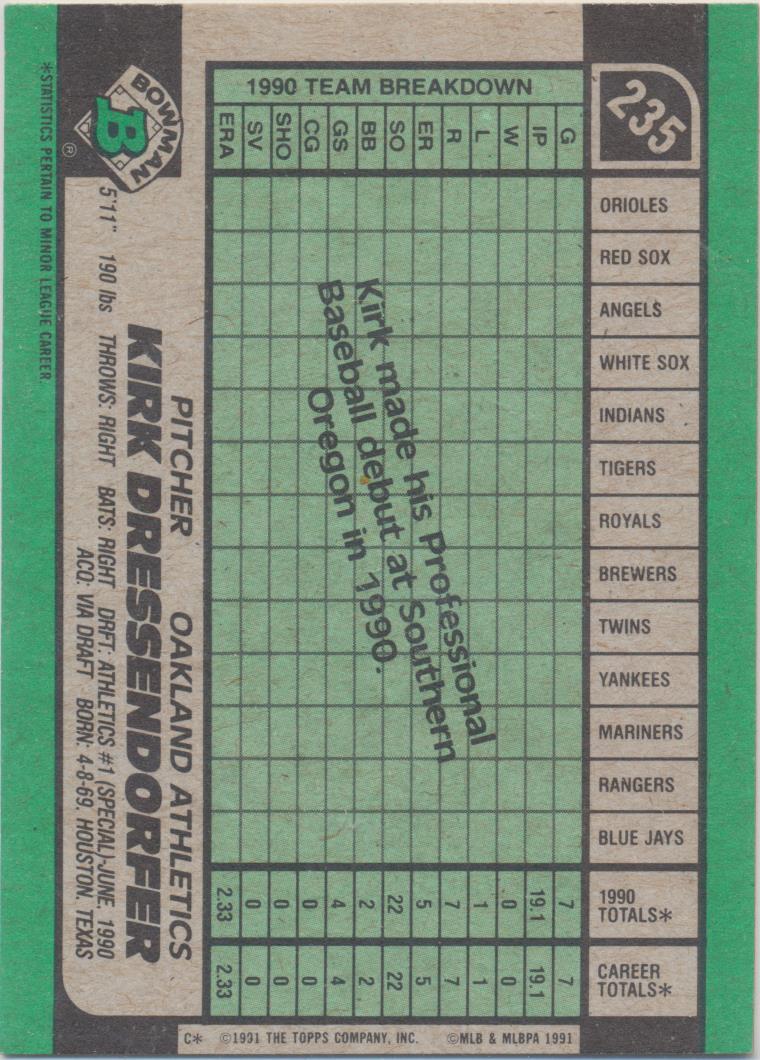 235
BOWMAN
B
®
PITCHER OAKLAND ATHLETICS
KIRK DRESSENDORFER
5'11" 190 lbs THROWS: RIGHT BATS: RIGHT DRFT: ATHLETICS #1 (SPECIAL)-JUNE, 1990
ACQ: VIA DRAFT BORN: 4-8-69, HOUSTON, TEXAS
*STATISTICS PERTAIN TO MINOR LEAGUE CAREER.
1990 TEAM BREAKDOWN
G IP W L R ER SO BB GS CG SHO SV ERA
ORIOLES
RED SOX
ANGELS
WHITE SOX
INDIANS
TIGERS
ROYALS
BREWERS
TWINS
YANKEES
MARINERS
RANGERS
BLUE JAYS
Kirk made his Professional
Baseball debut at Southern
Oregon in 1990.
1990
TOTALS* 7 19.1 0 1 7 5 22 2 4 0 0 0 2.33
CAREER
TOTALS* 7 19.1 0 1 7 5 22 2 4 0 0 0 2.33
C* ©1991 THE TOPPS COMPANY, INC. ©MLB & MLBPA 1991